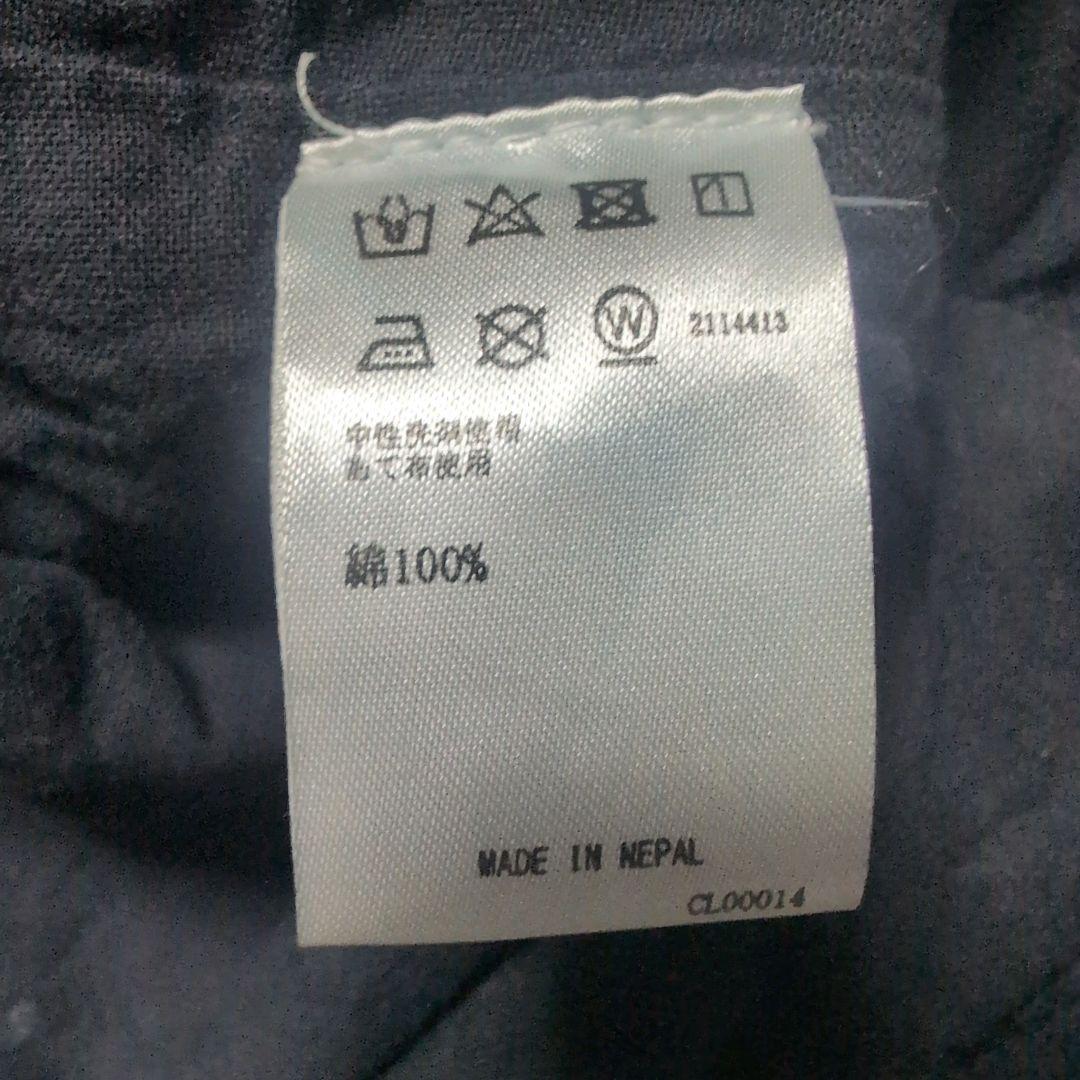 W 2114413
中性洗剤使用
あて布使用
綿100%
MADE IN NEPAL
CL00014